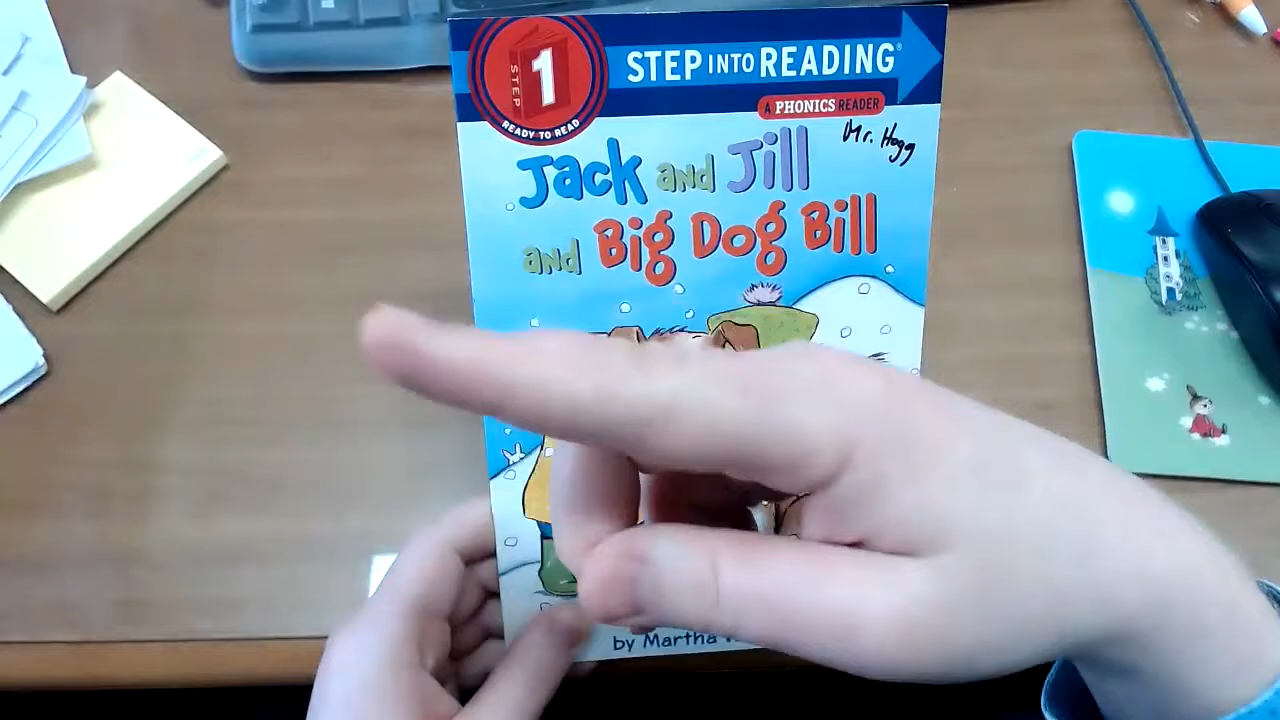 STEP 1
READY TO READ
STEP INTO READING®
A PHONICS READER
Mr. Hogg
Jack and Jill
and Big Dog Bill
by Martha